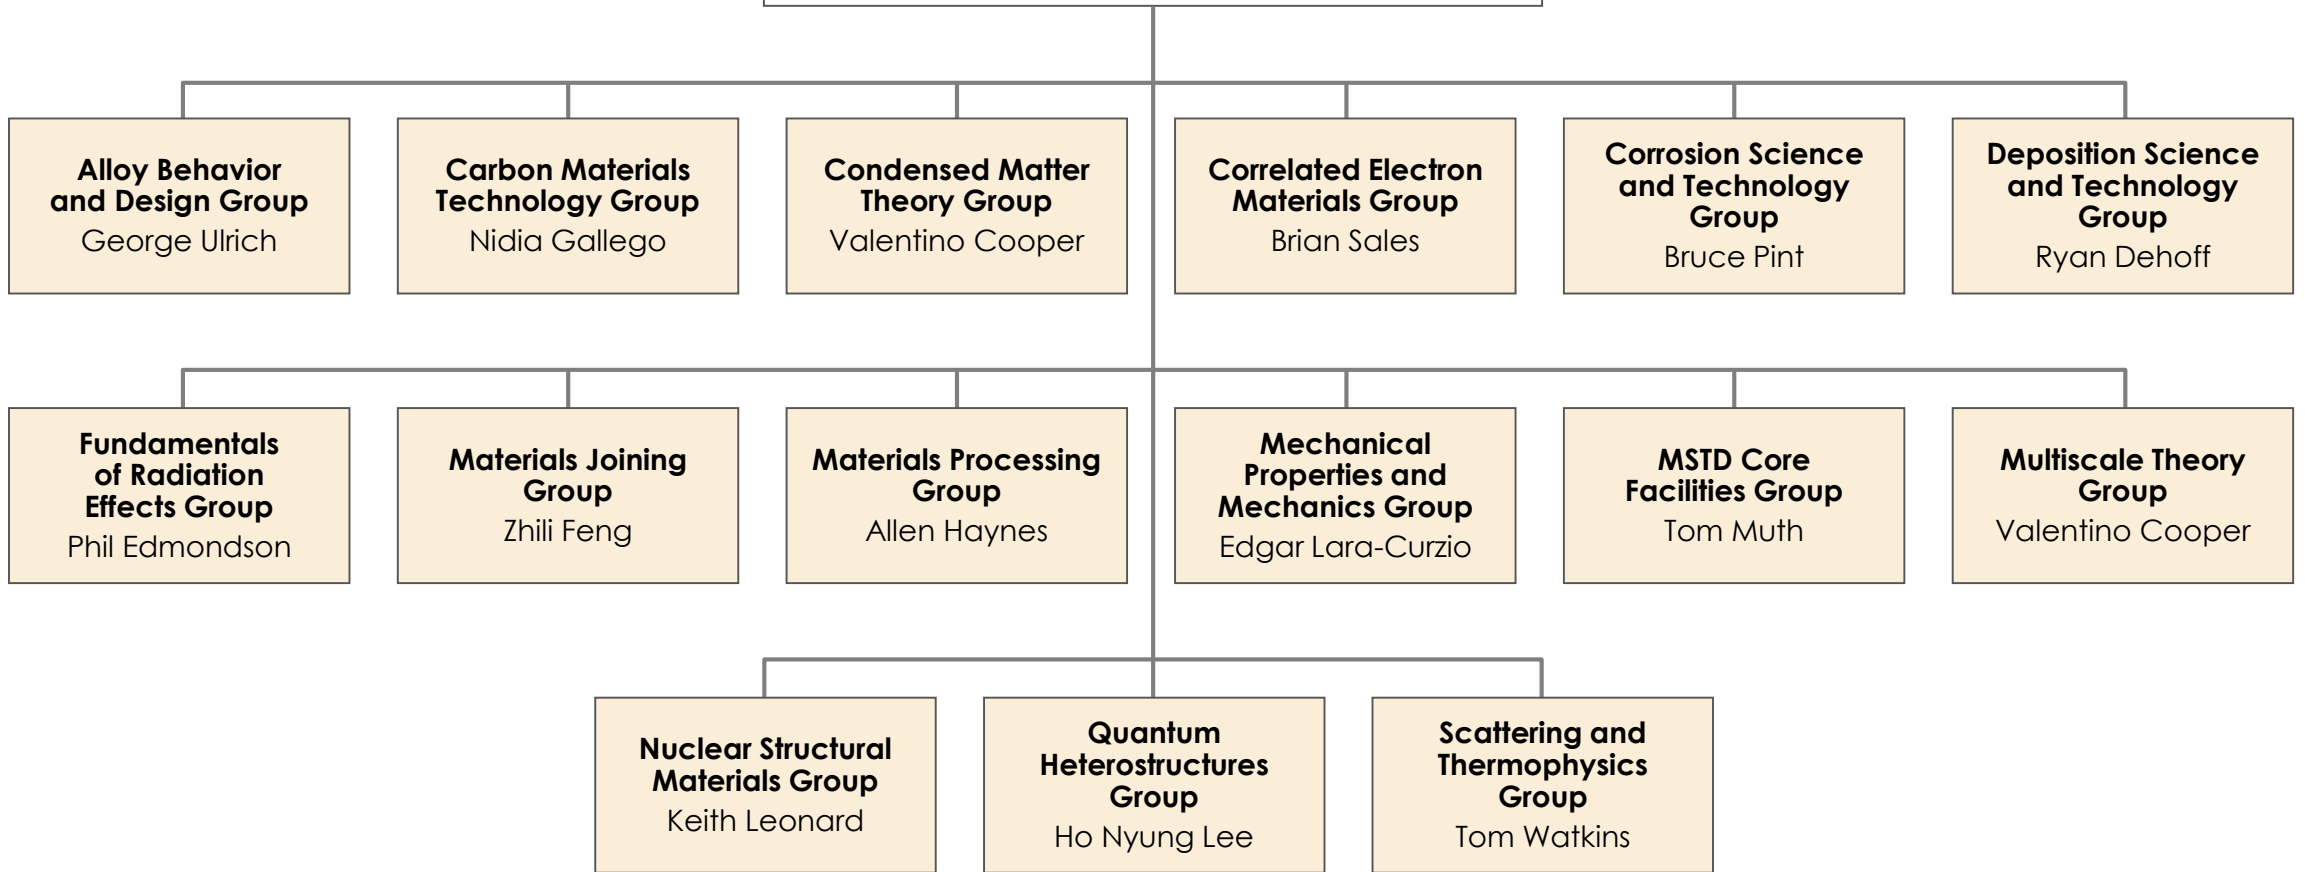 Alloy Behavior
and Design Group
George Ulrich
Carbon Materials
Technology Group
Nidia Gallego
Condensed Matter
Theory Group
Valentino Cooper
Correlated Electron
Materials Group
Brian Sales
Corrosion Science
and Technology
Group
Bruce Pint
Deposition Science
and Technology
Group
Ryan Dehoff
Fundamentals
of Radiation
Effects Group
Phil Edmondson
Materials Joining
Group
Zhili Feng
Materials Processing
Group
Allen Haynes
Mechanical
Properties and
Mechanics Group
Edgar Lara-Curzio
MSTD Core
Facilities Group
Tom Muth
Multiscale Theory
Group
Valentino Cooper
Nuclear Structural
Materials Group
Keith Leonard
Quantum
Heterostructures
Group
Ho Nyung Lee
Scattering and
Thermophysics
Group
Tom Watkins